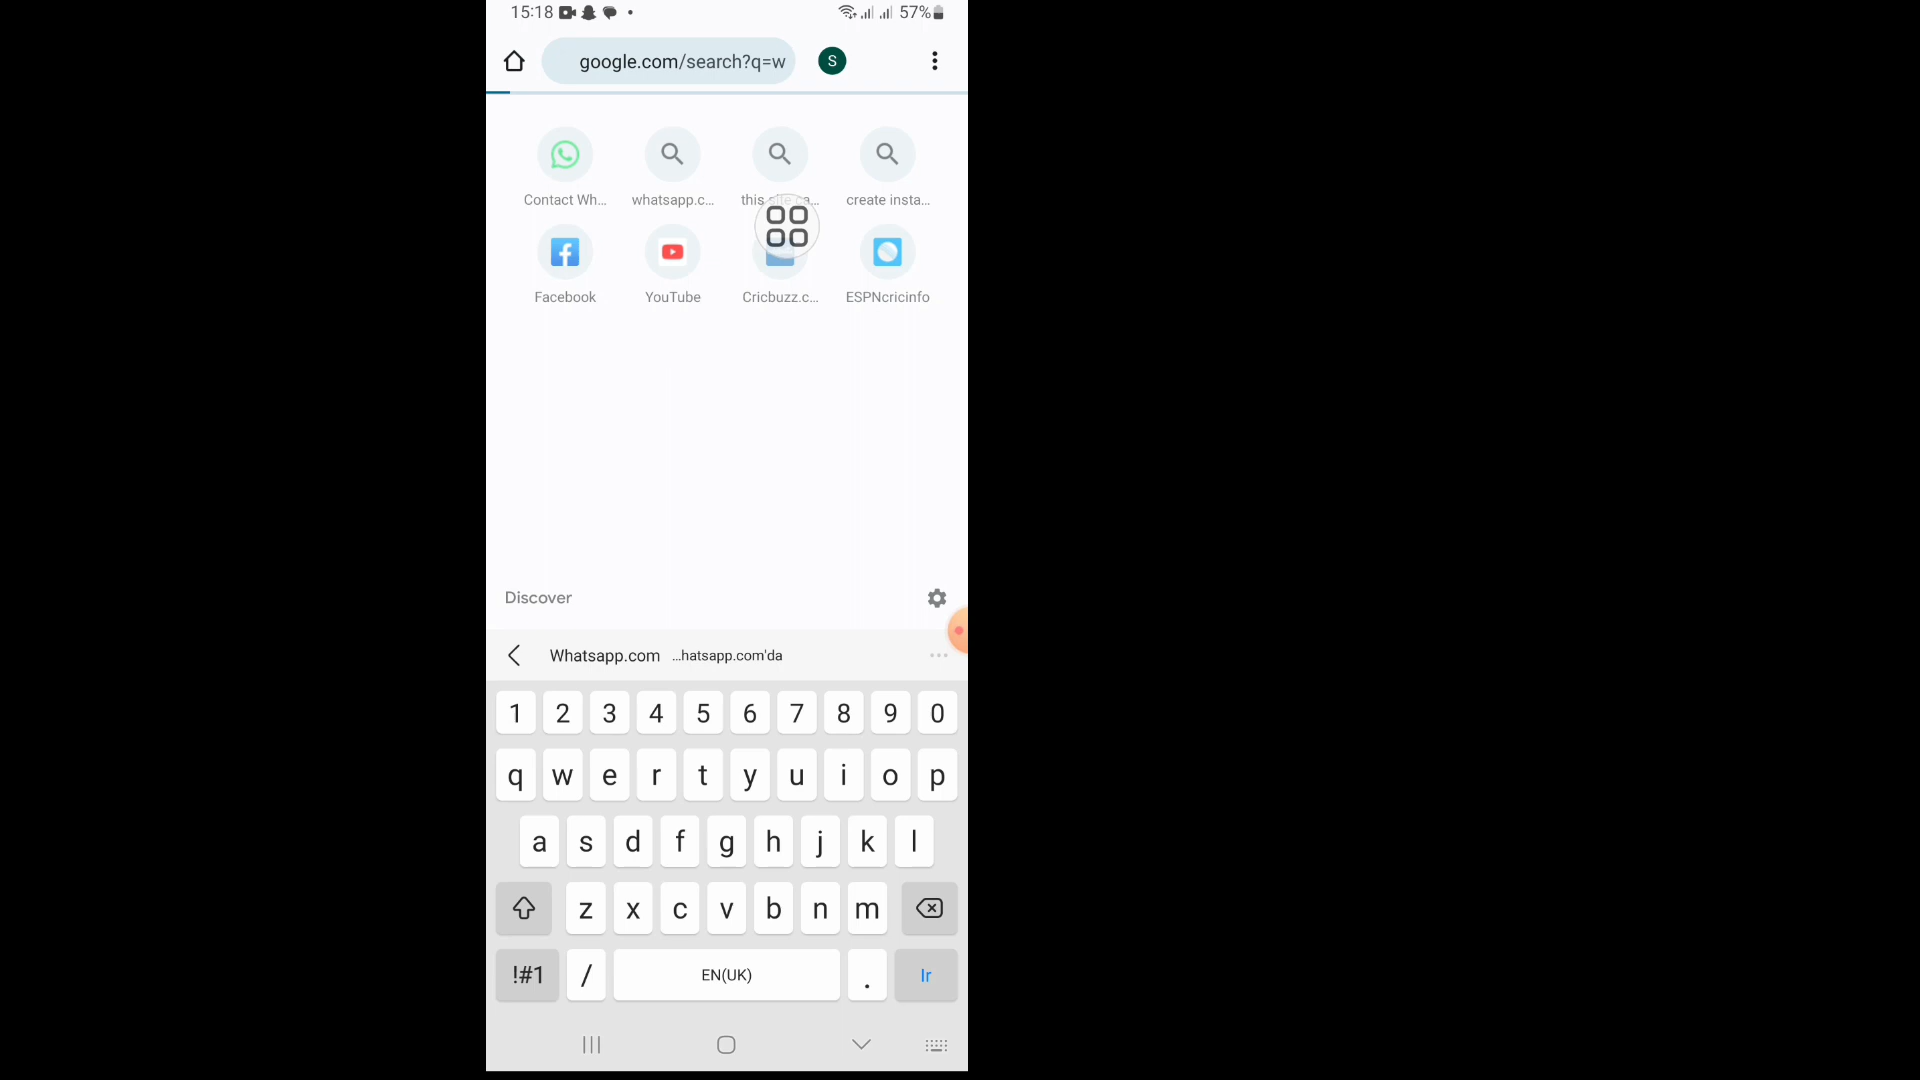 15:18 57%
google.com/search?q=w S
Contact Wh... whatsapp.c... this site ca... create insta...
Facebook YouTube Cricbuzz.c... ESPNcricinfo
Discover
Whatsapp.com ...hatsapp.com'da
1 2 3 4 5 6 7 8 9 0
q w e r t y u i o p
a s d f g h j k l
z x c v b n m
!#1 / EN(UK) . Ir